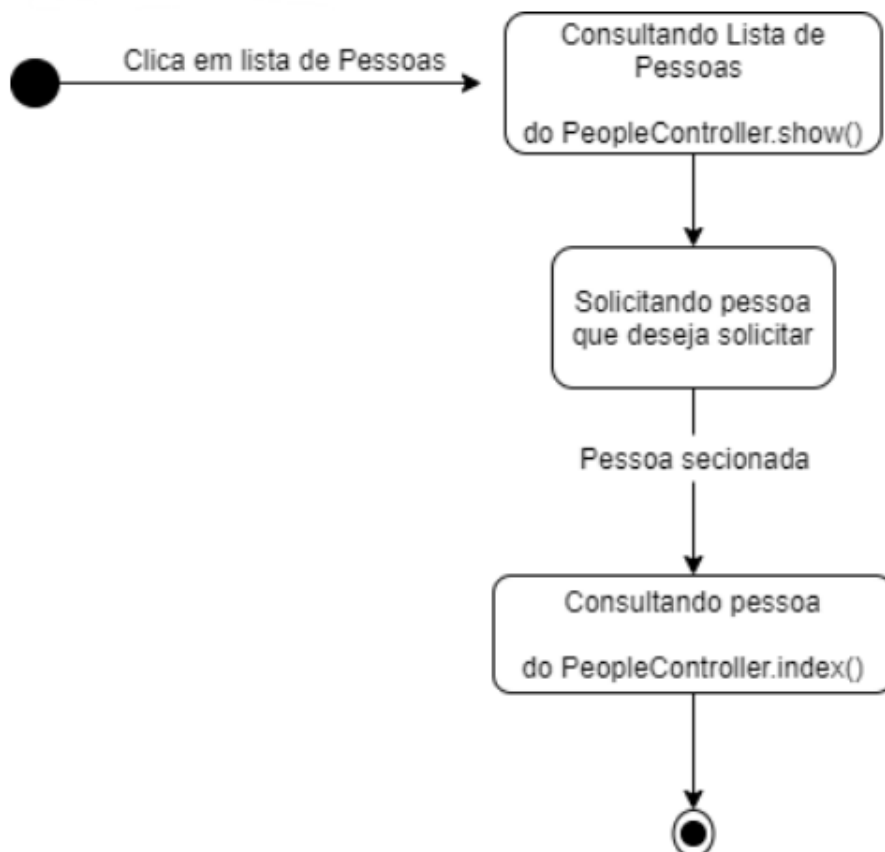 Clica em lista de Pessoas
Consultando Lista de
Pessoas
do PeopleController.show()
Solicitando pessoa
que deseja solicitar
Pessoa secionada
Consultando pessoa
do PeopleController.index()